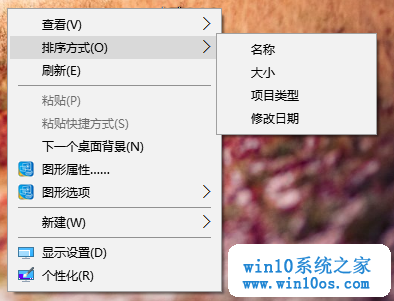 查看(V)
排序方式(O)
刷新(E)
粘贴(P)
粘贴快捷方式(S)
下一个桌面背景(N)
图形属性......
图形选项
新建(W)
显示设置(D)
个性化(R)
名称
大小
项目类型
修改日期
win10系统之家
www.win10os.com